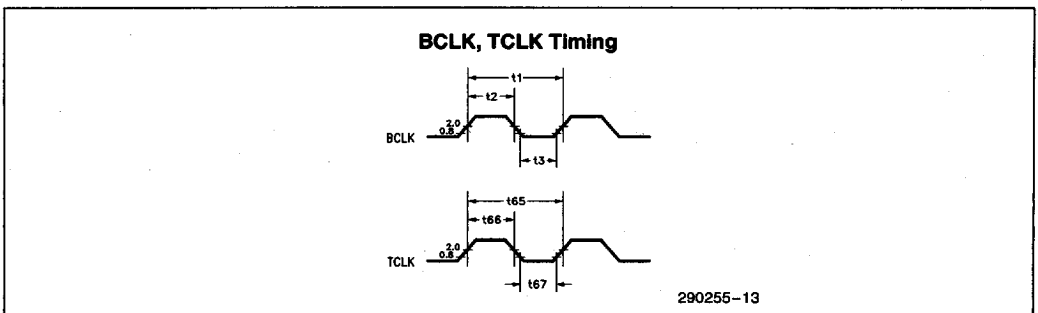 BCLK, TCLK Timing
t1
t2
2.0
0.8
BCLK
t3
t65
t66
2.0
0.8
TCLK
t67
290255-13